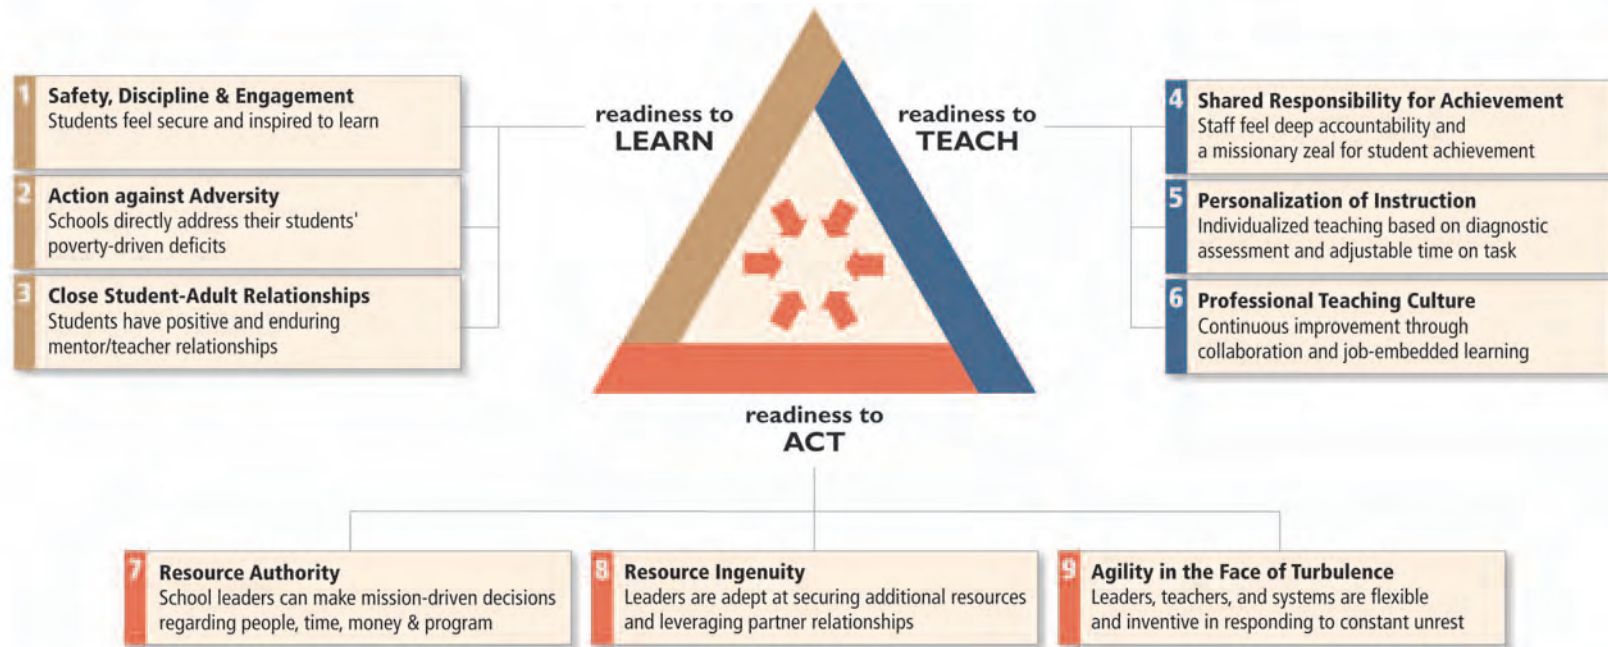 1
Safety, Discipline & Engagement
Students feel secure and inspired to learn
2
Action against Adversity
Schools directly address their students'
poverty-driven deficits
3
Close Student-Adult Relationships
Students have positive and enduring
mentor/teacher relationships
readiness to
LEARN
readiness to
TEACH
4
Shared Responsibility for Achievement
Staff feel deep accountability and
a missionary zeal for student achievement
5
Personalization of Instruction
Individualized teaching based on diagnostic
assessment and adjustable time on task
6
Professional Teaching Culture
Continuous improvement through
collaboration and job-embedded learning
readiness to
ACT
7
Resource Authority
School leaders can make mission-driven decisions
regarding people, time, money & program
8
Resource Ingenuity
Leaders are adept at securing additional resources
and leveraging partner relationships
9
Agility in the Face of Turbulence
Leaders, teachers, and systems are flexible
and inventive in responding to constant unrest